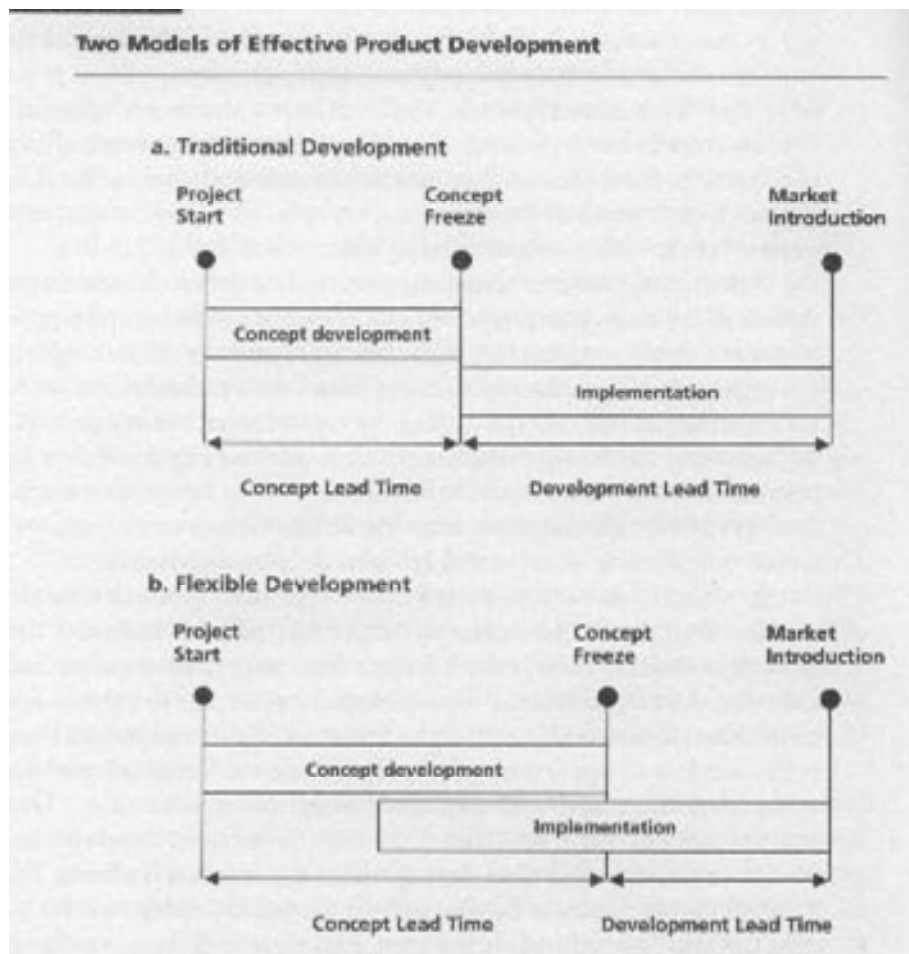 Two Models of Effective Product Development
a. Traditional Development
Project
Start
Concept
Freeze
Market
Introduction
Concept development
Implementation
Concept Lead Time
Development Lead Time
b. Flexible Development
Project
Start
Concept
Freeze
Market
Introduction
Concept development
Implementation
Concept Lead Time
Development Lead Time